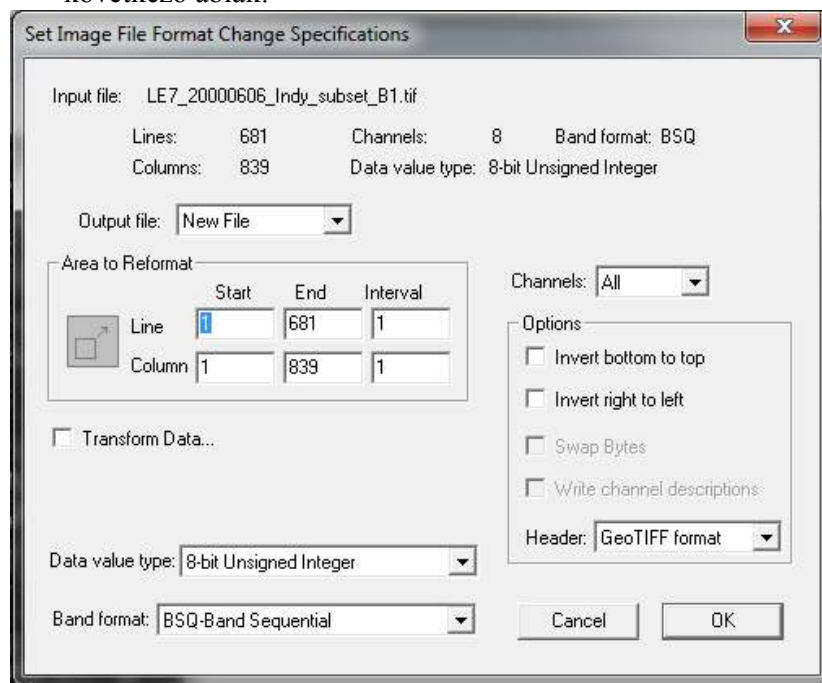 következő ablak:
Set Image File Format Change Specifications
Input file: LE7_20000606_Indy_subset_B1.tif
Lines: 681 Channels: 8 Band format: BSQ
Columns: 839 Data value type: 8-bit Unsigned Integer
Output file: New File
Area to Reformat
Start End Interval
Line 1 681 1
Column 1 839 1
Channels: All
Options
Invert bottom to top
Invert right to left
Swap Bytes
Write channel descriptions
Header: GeoTIFF format
Transform Data...
Data value type: 8-bit Unsigned Integer
Band format: BSQ-Band Sequential
Cancel OK